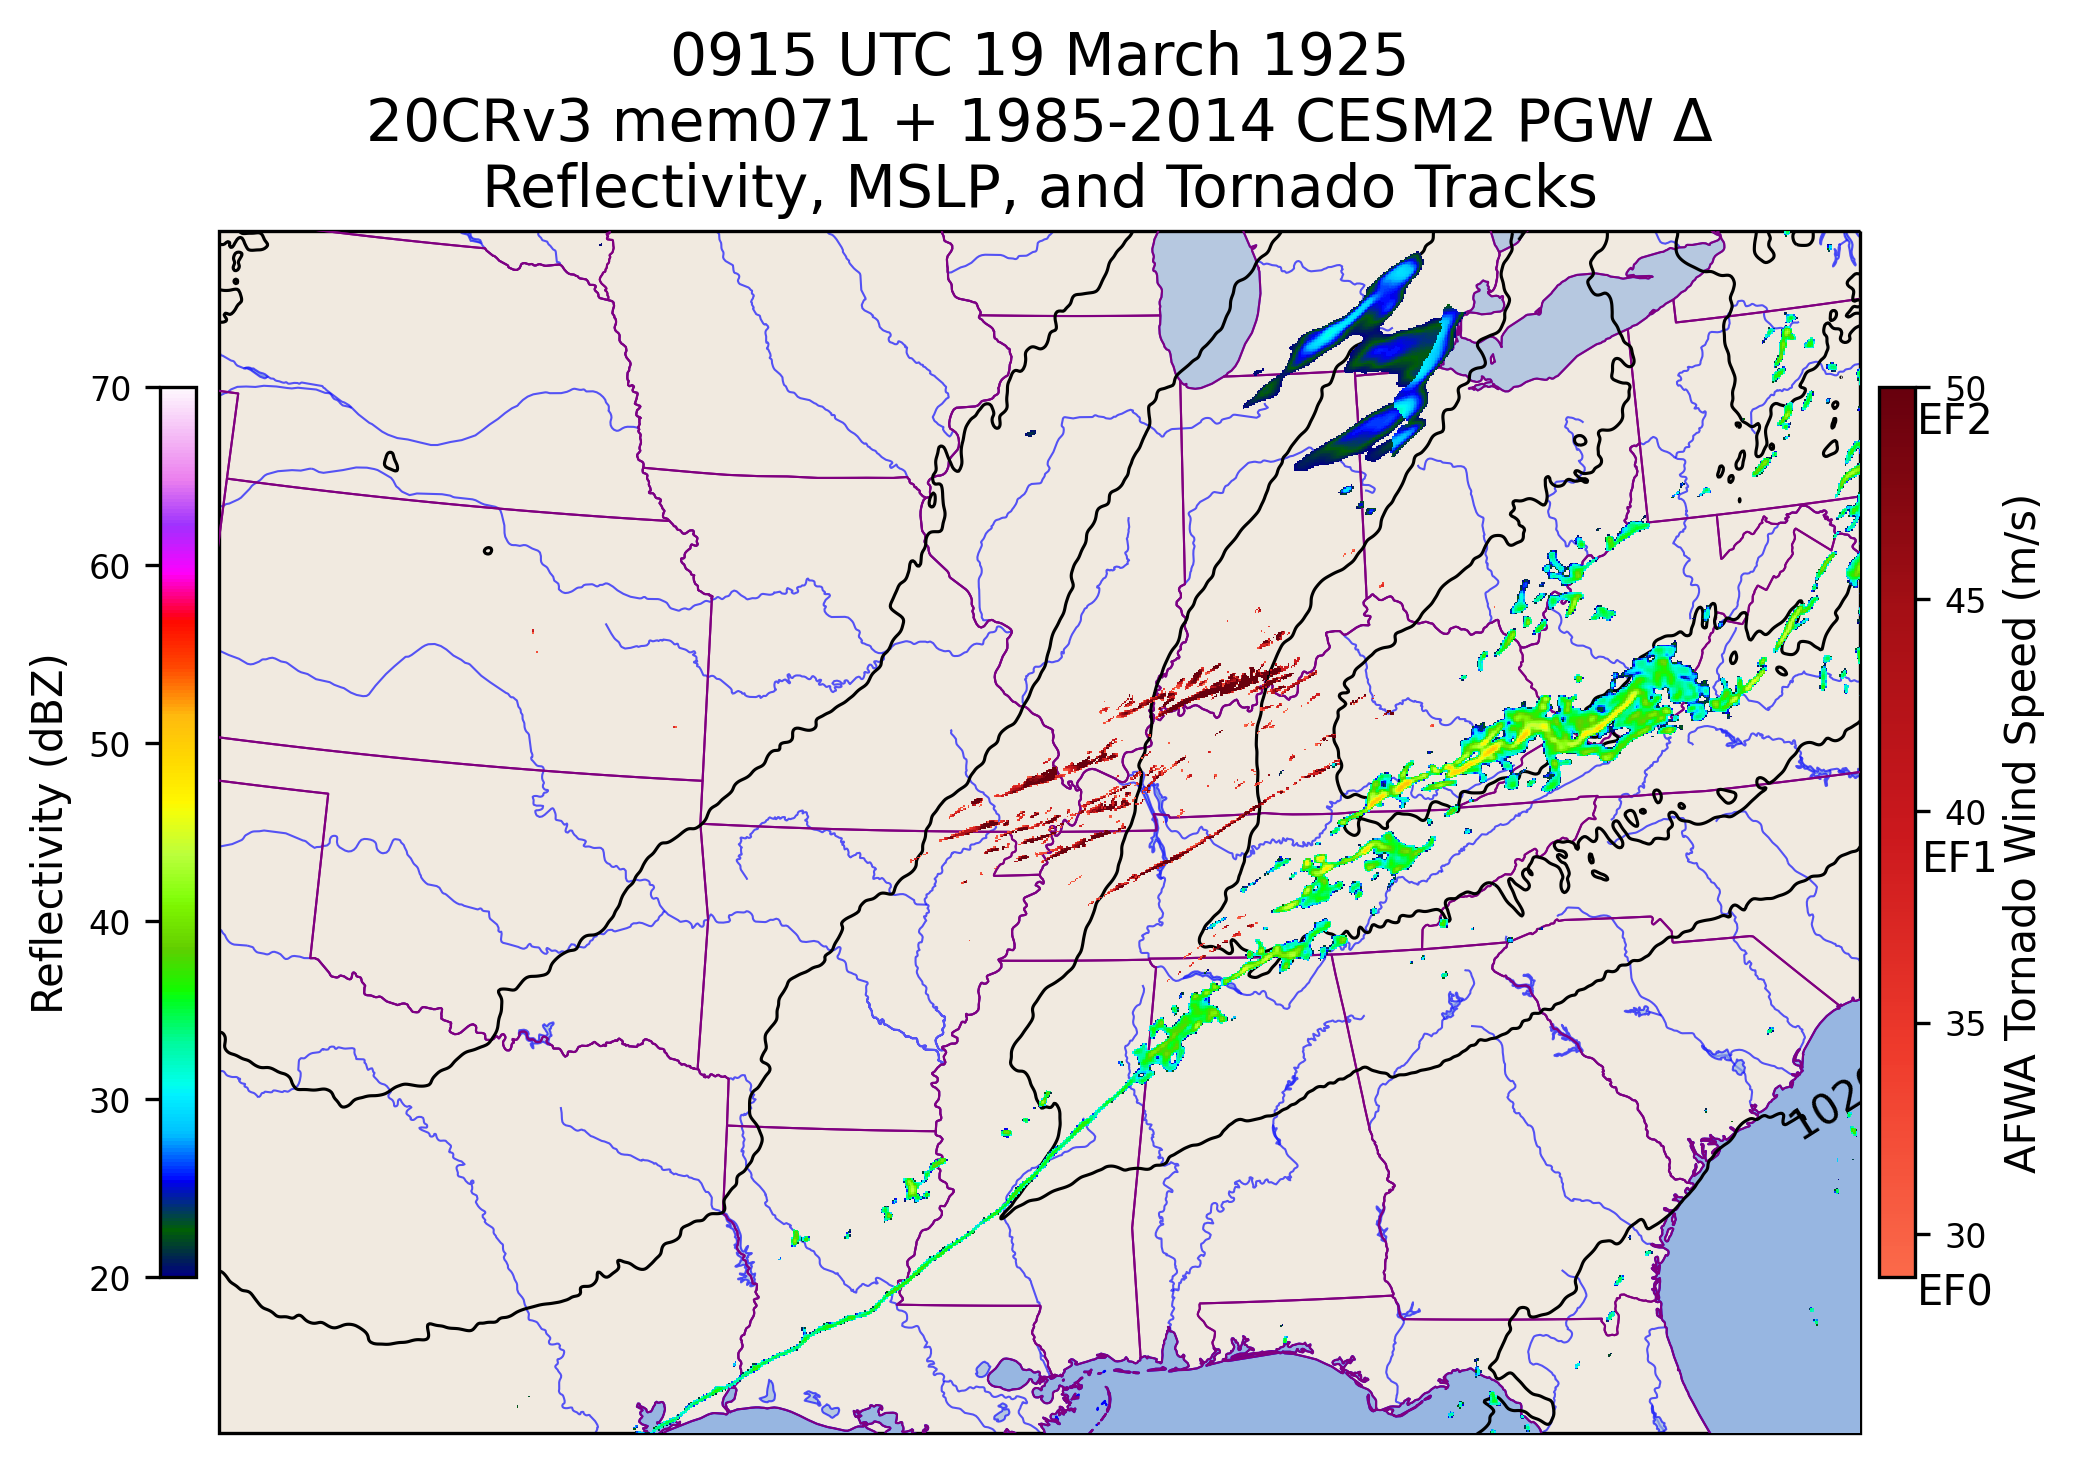 0915 UTC 19 March 1925
20CRv3 mem071 + 1985-2014 CESM2 PGW Δ
Reflectivity, MSLP, and Tornado Tracks
70
60
50
40
30
20
Reflectivity (dBZ)
50
EF2
45
40
EF1
35
30
EF0
AFWA Tornado Wind Speed (m/s)